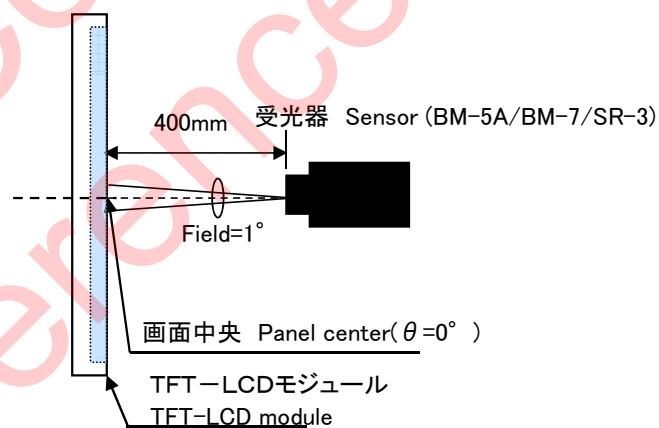 400mm
受光器 Sensor (BM-5A/BM-7/SR-3)
Field=1°
画面中央 Panel center(θ=0° )
TFT－LCDモジュール
TFT-LCD module